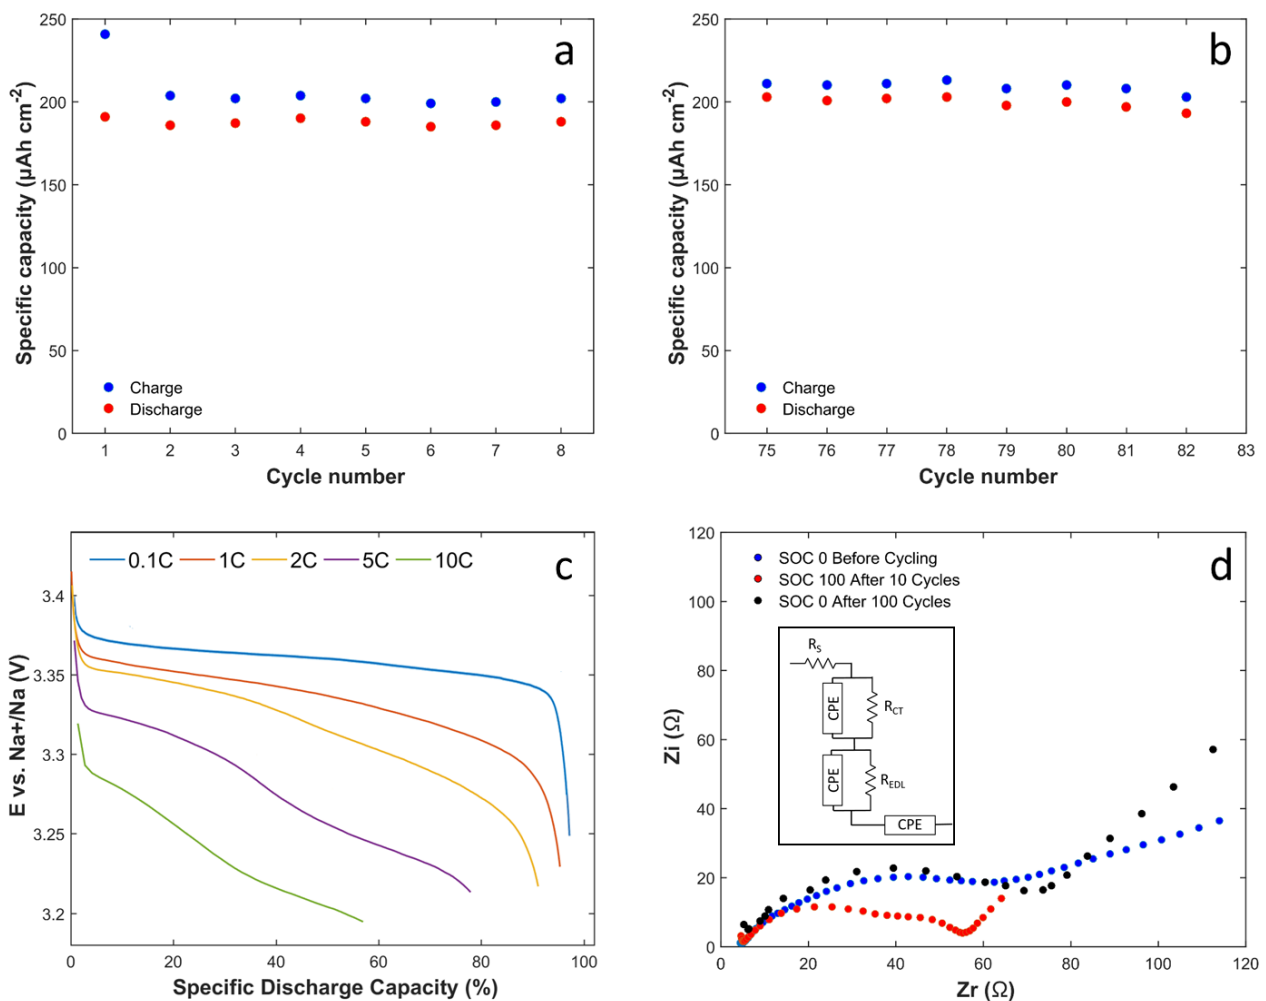 a
250
200
150
100
50
0
Specific capacity (µAh cm⁻²)
Charge
Discharge
1 2 3 4 5 6 7 8
Cycle number
b
250
200
150
100
50
0
Specific capacity (µAh cm⁻²)
Charge
Discharge
75 76 77 78 79 80 81 82 83
Cycle number
c
0.1C 1C 2C 5C 10C
3.4
3.35
3.3
3.25
3.2
E vs. Na+/Na (V)
0 20 40 60 80 100
Specific Discharge Capacity (%)
d
SOC 0 Before Cycling
SOC 100 After 10 Cycles
SOC 0 After 100 Cycles
R_S
CPE
R_CT
CPE
R_EDL
CPE
120
100
80
60
40
20
0
Zi (Ω)
0 20 40 60 80 100 120
Zr (Ω)